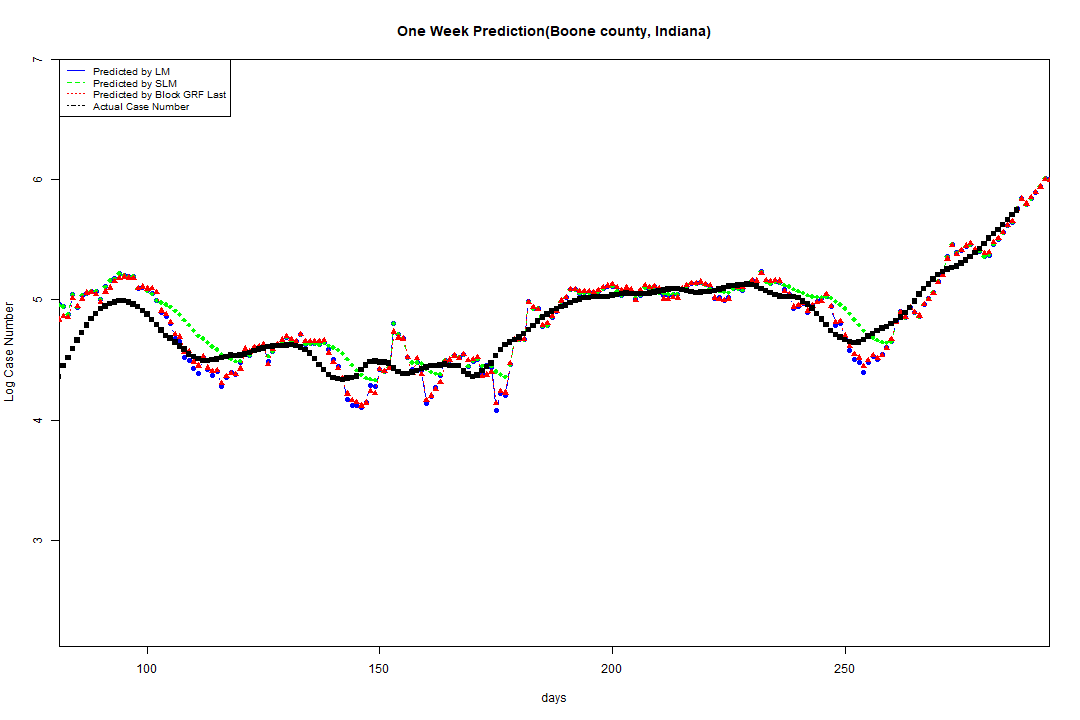 One Week Prediction(Boone county, Indiana)
Predicted by LM
Predicted by SLM
Predicted by Block GRF Last
Actual Case Number
7
6
5
4
3
Log Case Number
100 150 200 250
days